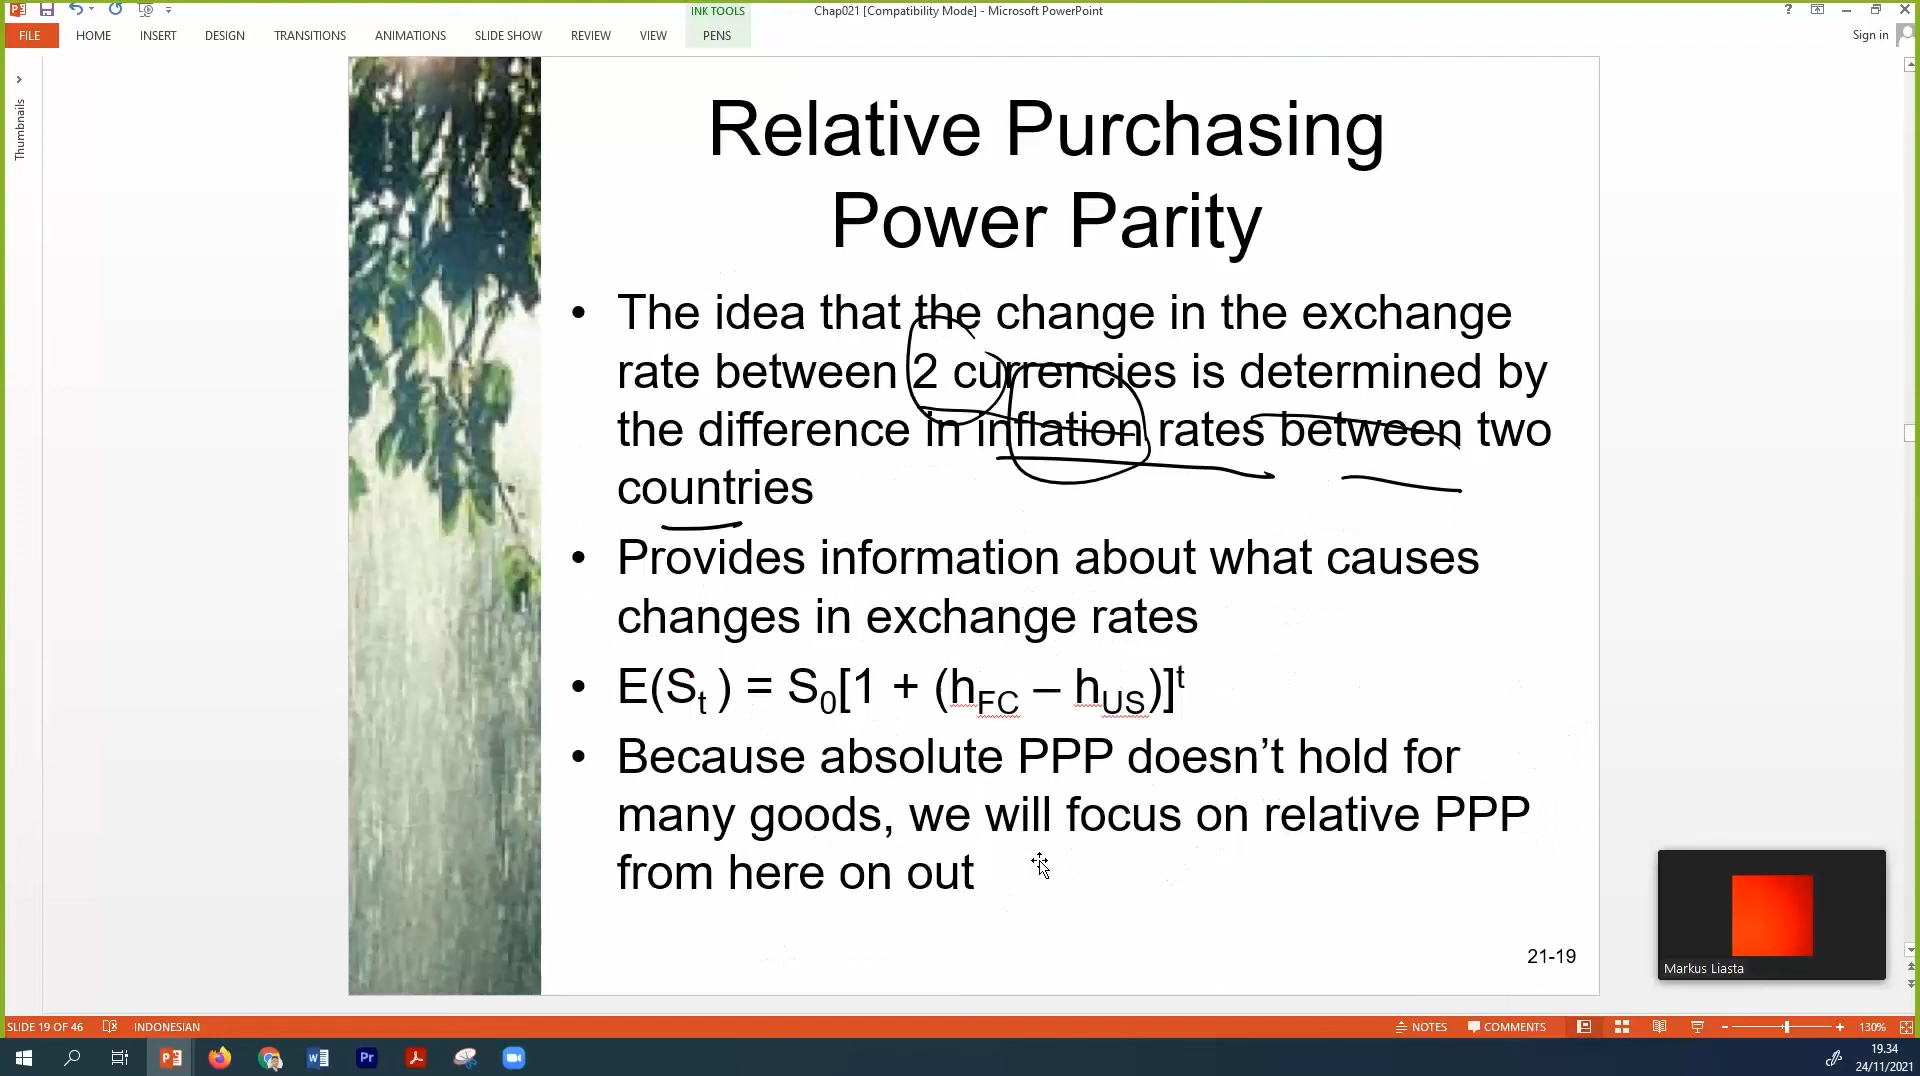 INK TOOLS
Chap021 [Compatibility Mode] - Microsoft PowerPoint
?
FILE HOME INSERT DESIGN TRANSITIONS ANIMATIONS SLIDE SHOW REVIEW VIEW PENS
Sign in
Thumbnails
Relative Purchasing
Power Parity
• The idea that the change in the exchange
rate between 2 currencies is determined by
the difference in inflation rates between two
countries
• Provides information about what causes
changes in exchange rates
• E(Sₜ ) = S₀[1 + (h_FC – h_US)]ᵗ
• Because absolute PPP doesn’t hold for
many goods, we will focus on relative PPP
from here on out
21-19
Markus Liasta
SLIDE 19 OF 46 INDONESIAN NOTES COMMENTS 130%
Pr
19.34
24/11/2021